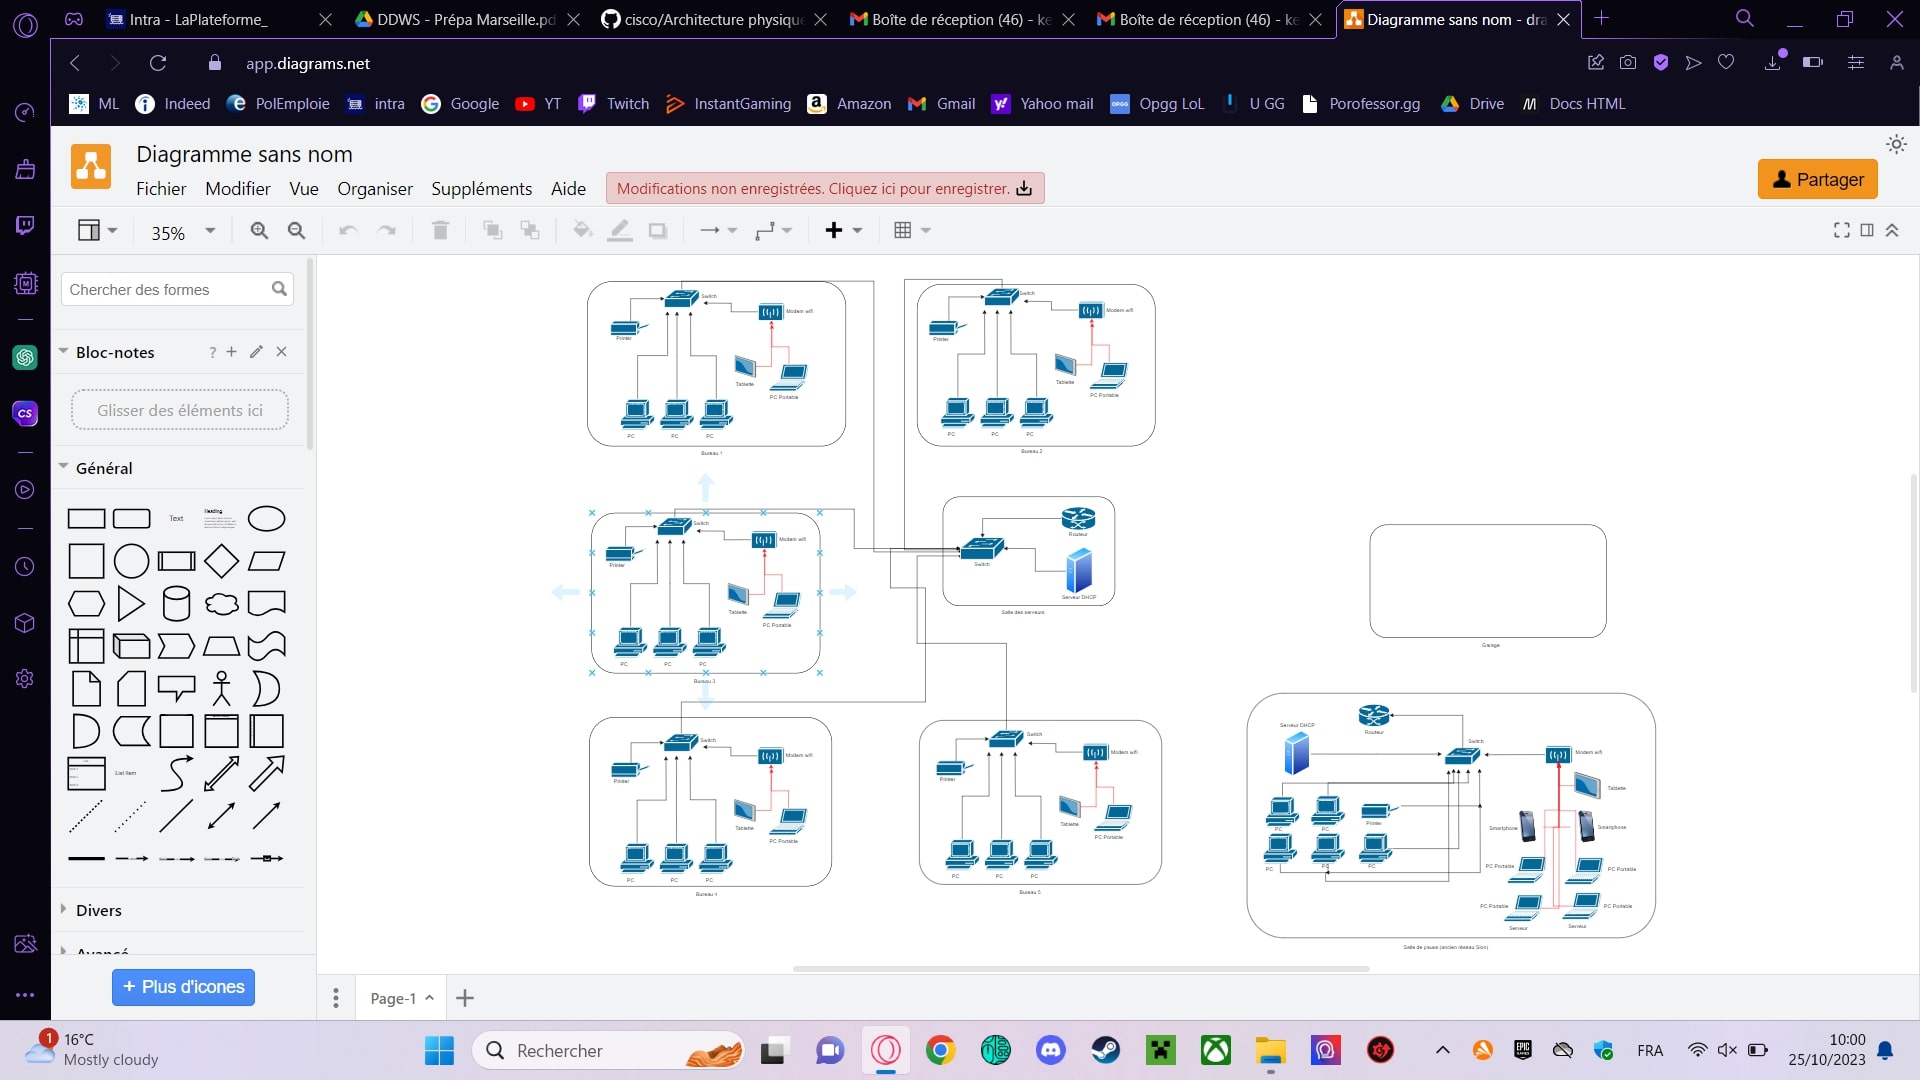 Intra - LaPlateforme_
DDWS - Prépa Marseille.pd
cisco/Architecture physique
Boîte de réception (46) - ke
Boîte de réception (46) - ke
Diagramme sans nom - dra
app.diagrams.net
ML
Indeed
PolEmploie
intra
Google
YT
Twitch
InstantGaming
Amazon
Gmail
Yahoo mail
Opgg LoL
U GG
Porofessor.gg
Drive
Docs HTML
Diagramme sans nom
Fichier
Modifier
Vue
Organiser
Suppléments
Aide
Modifications non enregistrées. Cliquez ici pour enregistrer.
Partager
35%
Chercher des formes
Bloc-notes
?
Glisser des éléments ici
Général
Text
Heading
List Item
Divers
Avancé
+ Plus d'icones
Switch
Modem wifi
Printer
Tablette
PC Portable
PC
PC
PC
Bureau 1
Switch
Modem wifi
Printer
Tablette
PC Portable
PC
PC
PC
Bureau 2
Switch
Modem wifi
Printer
Tablette
PC Portable
PC
PC
PC
Bureau 3
Routeur
Switch
Serveur DHCP
Salle des serveurs
Garage
Switch
Modem wifi
Printer
Tablette
PC Portable
PC
PC
PC
Bureau 4
Switch
Modem wifi
Printer
Tablette
PC Portable
PC
PC
PC
Bureau 5
Serveur DHCP
Routeur
Switch
Modem wifi
Tablette
PC
PC
Printer
Smartphone
Smartphone
PC
PC
PC
PC Portable
PC Portable
PC Portable
PC Portable
Serveur
Serveur
Salle de pause (ancien réseau Sion)
Page-1
1
16°C
Mostly cloudy
Rechercher
CS
EPIC GAMES
FRA
10:00
25/10/2023